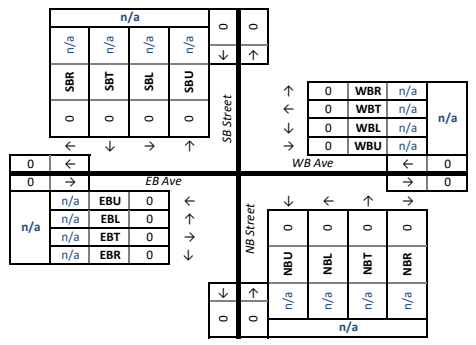 n/a
n/a n/a n/a n/a 0 0
↓ ↑
SBR SBT SBL SBU
0 0 0 0
SB Street
← ↓ → ↑
↑ 0 WBR n/a
← 0 WBT n/a
↓ 0 WBL n/a
→ 0 WBU n/a
n/a
0 ← WB Ave ← 0
0 → EB Ave → 0
n/a
n/a EBU 0 ←
n/a EBL 0 ↑
n/a EBT 0 →
n/a EBR 0 ↓
NB Street
↓ ← ↑ →
0 0 0 0
NBU NBL NBT NBR
↓ ↑
0 0 n/a n/a n/a n/a
n/a